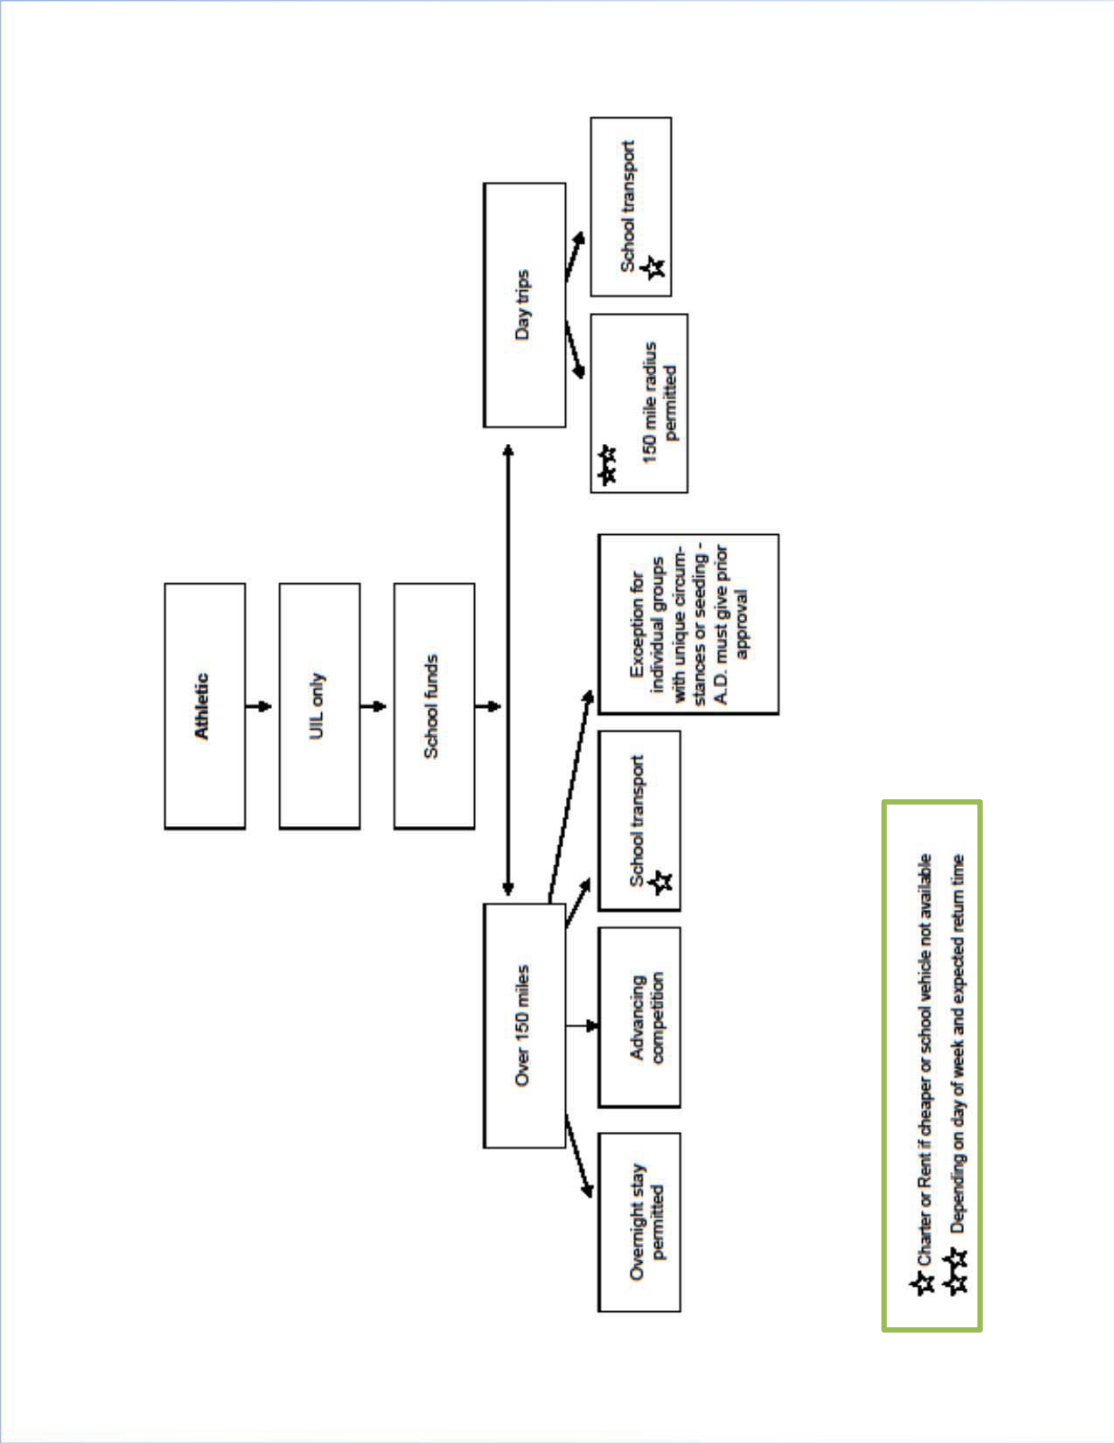 Athletic
UIL only
School funds
Over 150 miles
Day trips
Overnight stay
permitted
Advancing
competition
School transport
Exception for
individual groups
with unique circum-
stances or seeding -
A.D. must give prior
approval
150 mile radius
permitted
School transport
Charter or Rent if cheaper or school vehicle not available
Depending on day of week and expected return time